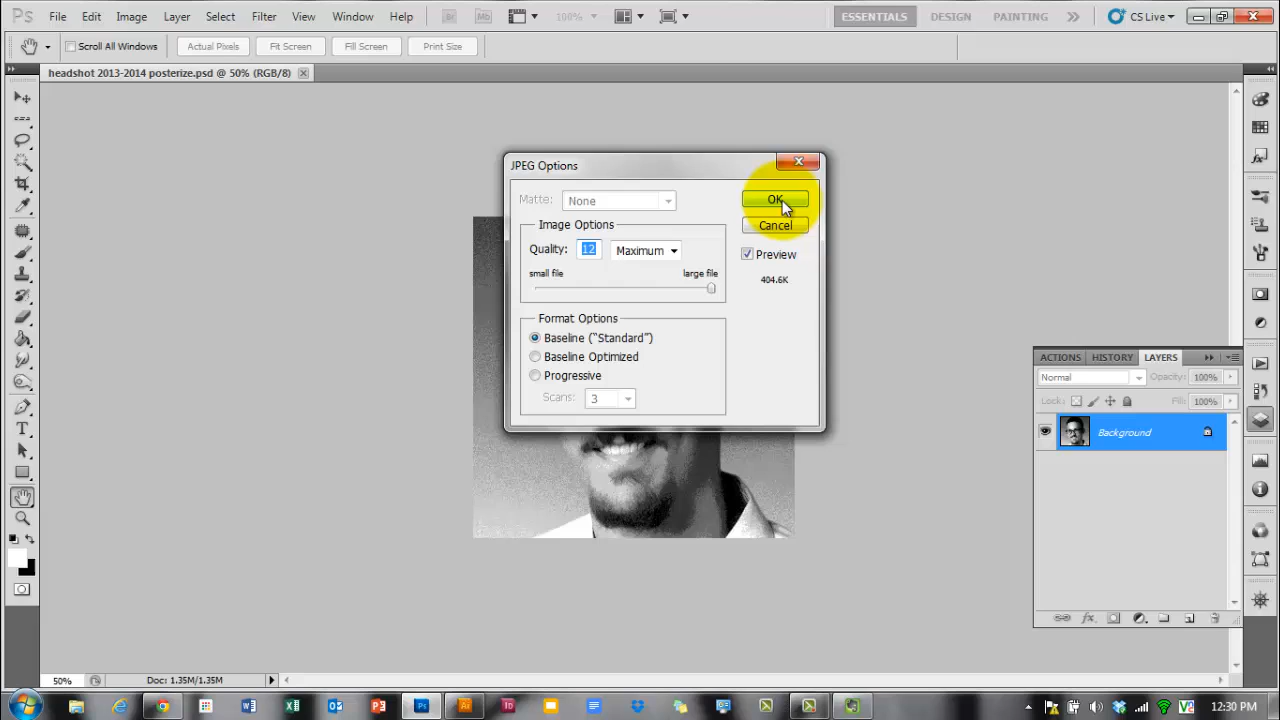 Ps File Edit Image Layer Select Filter View Window Help Br Mb 100% ESSENTIALS DESIGN PAINTING CS Live
Scroll All Windows Actual Pixels Fit Screen Fill Screen Print Size
headshot 2013-2014 posterize.psd @ 50% (RGB/8)
JPEG Options
Matte: None
OK
Image Options
Cancel
Quality: 12 Maximum
Preview
small file large file
404.6K
Format Options
Baseline ("Standard")
Baseline Optimized
Progressive
Scans: 3
ACTIONS HISTORY LAYERS
Normal Opacity: 100%
Lock: Fill: 100%
Background
fx
50% Doc: 1.35M/1.35M
12:30 PM